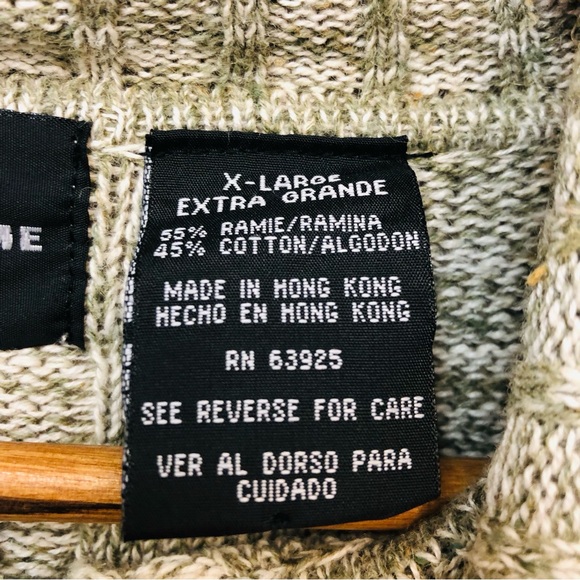 X-LARGE
EXTRA GRANDE
55% RAMIE/RAMINA
45% COTTON/ALGODON
MADE IN HONG KONG
HECHO EN HONG KONG
RN 63925
SEE REVERSE FOR CARE
VER AL DORSO PARA
CUIDADO